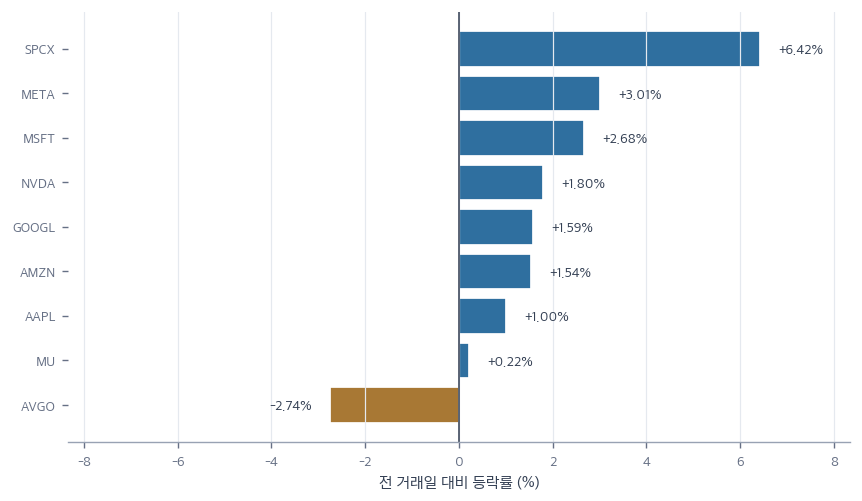 SPCX +6.42%
META +3.01%
MSFT +2.68%
NVDA +1.80%
GOOGL +1.59%
AMZN +1.54%
AAPL +1.00%
MU +0.22%
AVGO -2.74%
-8 -6 -4 -2 0 2 4 6 8
전 거래일 대비 등락률 (%)